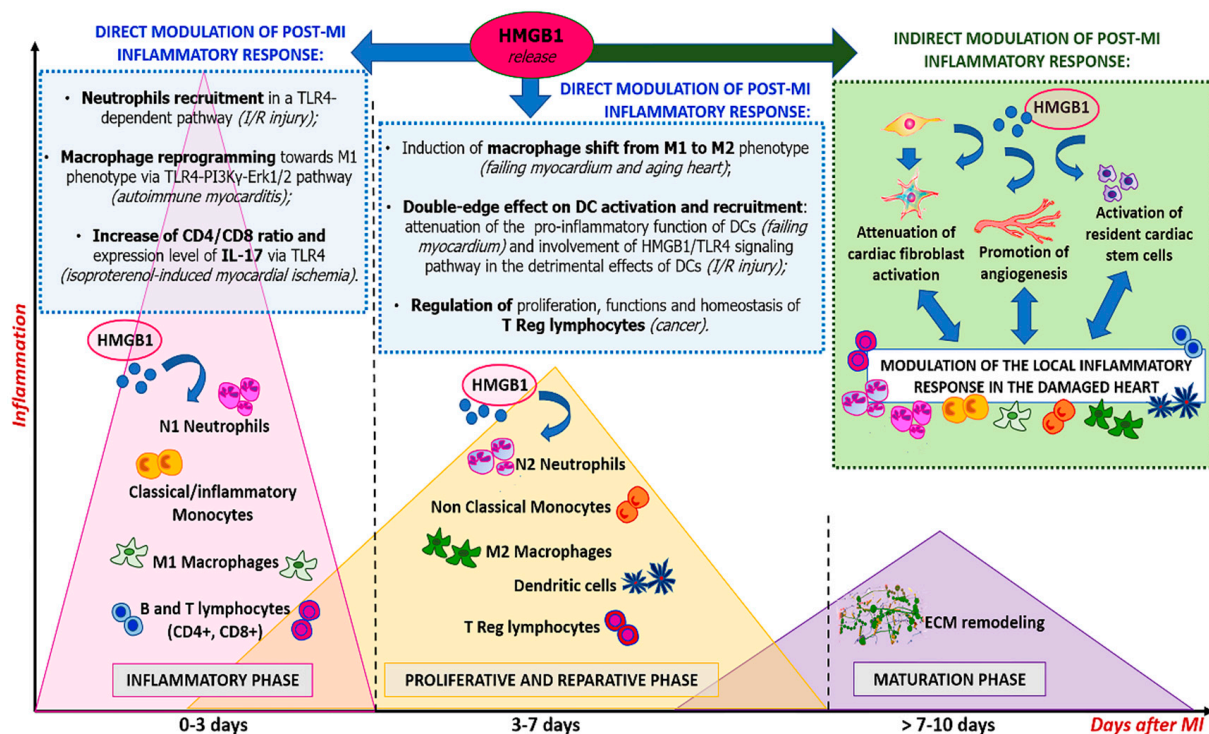 HMGB1
release
DIRECT MODULATION OF POST-MI
INFLAMMATORY RESPONSE:
• Neutrophils recruitment in a TLR4-
dependent pathway (I/R injury);
• Macrophage reprogramming towards M1
phenotype via TLR4-PI3Kγ-Erk1/2 pathway
(autoimmune myocarditis);
• Increase of CD4/CD8 ratio and
expression level of IL-17 via TLR4
(isoproterenol-induced myocardial ischemia).
DIRECT MODULATION OF POST-MI
INFLAMMATORY RESPONSE:
• Induction of macrophage shift from M1 to M2 phenotype
(failing myocardium and aging heart);
• Double-edge effect on DC activation and recruitment:
attenuation of the pro-inflammatory function of DCs (failing
myocardium) and involvement of HMGB1/TLR4 signaling
pathway in the detrimental effects of DCs (I/R injury);
• Regulation of proliferation, functions and homeostasis of
T Reg lymphocytes (cancer).
INDIRECT MODULATION OF POST-MI
INFLAMMATORY RESPONSE:
HMGB1
Attenuation of
cardiac fibroblast
activation
Promotion of
angiogenesis
Activation of
resident cardiac
stem cells
MODULATION OF THE LOCAL INFLAMMATORY
RESPONSE IN THE DAMAGED HEART
Inflammation
HMGB1
N1 Neutrophils
Classical/inflammatory
Monocytes
M1 Macrophages
B and T lymphocytes
(CD4+, CD8+)
INFLAMMATORY PHASE
HMGB1
N2 Neutrophils
Non Classical Monocytes
M2 Macrophages
Dendritic cells
T Reg lymphocytes
PROLIFERATIVE AND REPARATIVE PHASE
ECM remodeling
MATURATION PHASE
0-3 days
3-7 days
> 7-10 days
Days after MI